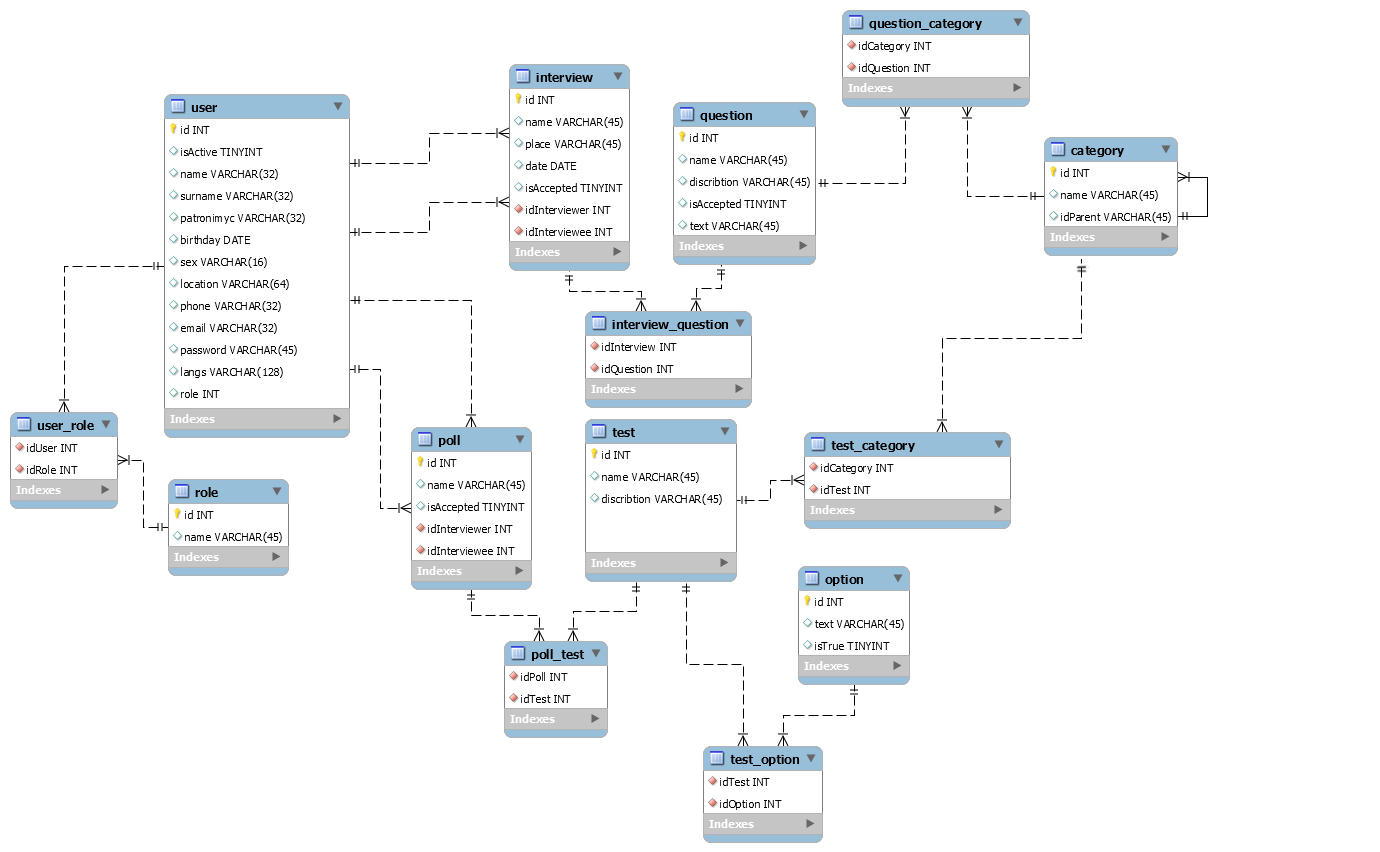 question_category
idCategory INT
idQuestion INT
Indexes
interview
id INT
name VARCHAR(45)
place VARCHAR(45)
date DATE
isAccepted TINYINT
idInterviewer INT
idInterviewee INT
Indexes
user
id INT
isActive TINYINT
name VARCHAR(32)
surname VARCHAR(32)
patronimyc VARCHAR(32)
birthday DATE
sex VARCHAR(16)
location VARCHAR(64)
phone VARCHAR(32)
email VARCHAR(32)
password VARCHAR(45)
langs VARCHAR(128)
role INT
Indexes
question
id INT
name VARCHAR(45)
discribtion VARCHAR(45)
isAccepted TINYINT
text VARCHAR(45)
Indexes
category
id INT
name VARCHAR(45)
idParent VARCHAR(45)
Indexes
interview_question
idInterview INT
idQuestion INT
Indexes
user_role
idUser INT
idRole INT
Indexes
role
id INT
name VARCHAR(45)
Indexes
poll
id INT
name VARCHAR(45)
isAccepted TINYINT
idInterviewer INT
idInterviewee INT
Indexes
test
id INT
name VARCHAR(45)
discribtion VARCHAR(45)
Indexes
test_category
idCategory INT
idTest INT
Indexes
option
id INT
text VARCHAR(45)
isTrue TINYINT
Indexes
poll_test
idPoll INT
idTest INT
Indexes
test_option
idTest INT
idOption INT
Indexes